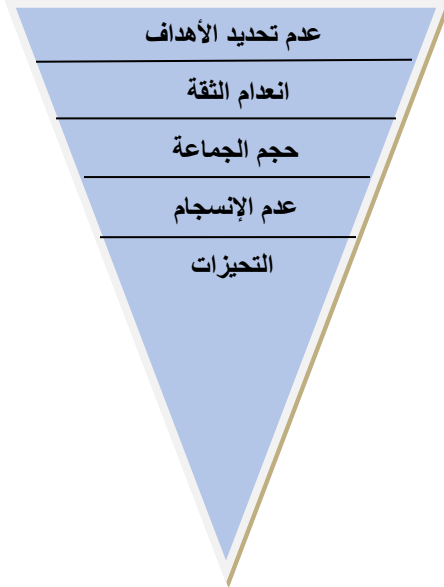 عدم تحديد الأهداف
انعدام الثقة
حجم الجماعة
عدم الإنسجام
التحيزات